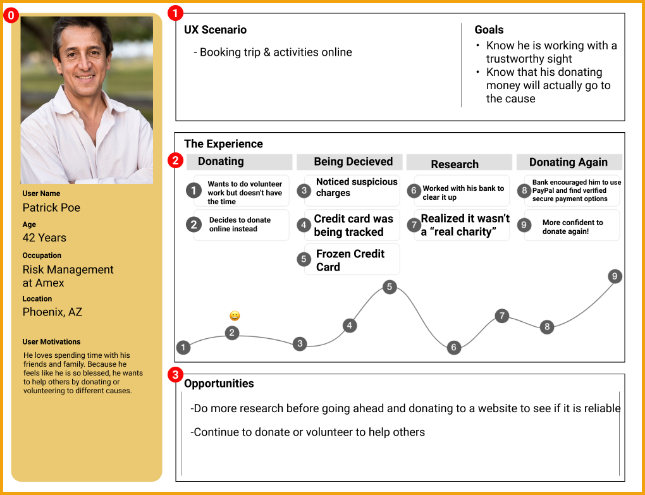 0
User Name
Patrick Poe
Age
42 Years
Occupation
Risk Management
at Amex
Location
Phoenix, AZ
User Motivations
He loves spending time with his
friends and family. Because he
feels like he is so blessed, he wants
to help others by donating or
volunteering to different causes.
1
UX Scenario
- Booking trip & activities online
Goals
• Know he is working with a
trustworthy sight
• Know that his donating
money will actually go to
the cause
The Experience
2
Donating
Being Decieved
Research
Donating Again
1 Wants to do volunteer
work but doesn't have
the time
2 Decides to donate
online instead
3 Noticed suspicious
charges
4 Credit card was
being tracked
5 Frozen Credit
Card
6 Worked with his bank to
clear it up
7 Realized it wasn't
a "real charity"
8 Bank encouraged him to use
PayPal and find verified
secure payment options
9 More confident to
donate again!
1
2
3
4
5
6
7
8
9
3
Opportunities
-Do more research before going ahead and donating to a website to see if it is reliable
-Continue to donate or volunteer to help others